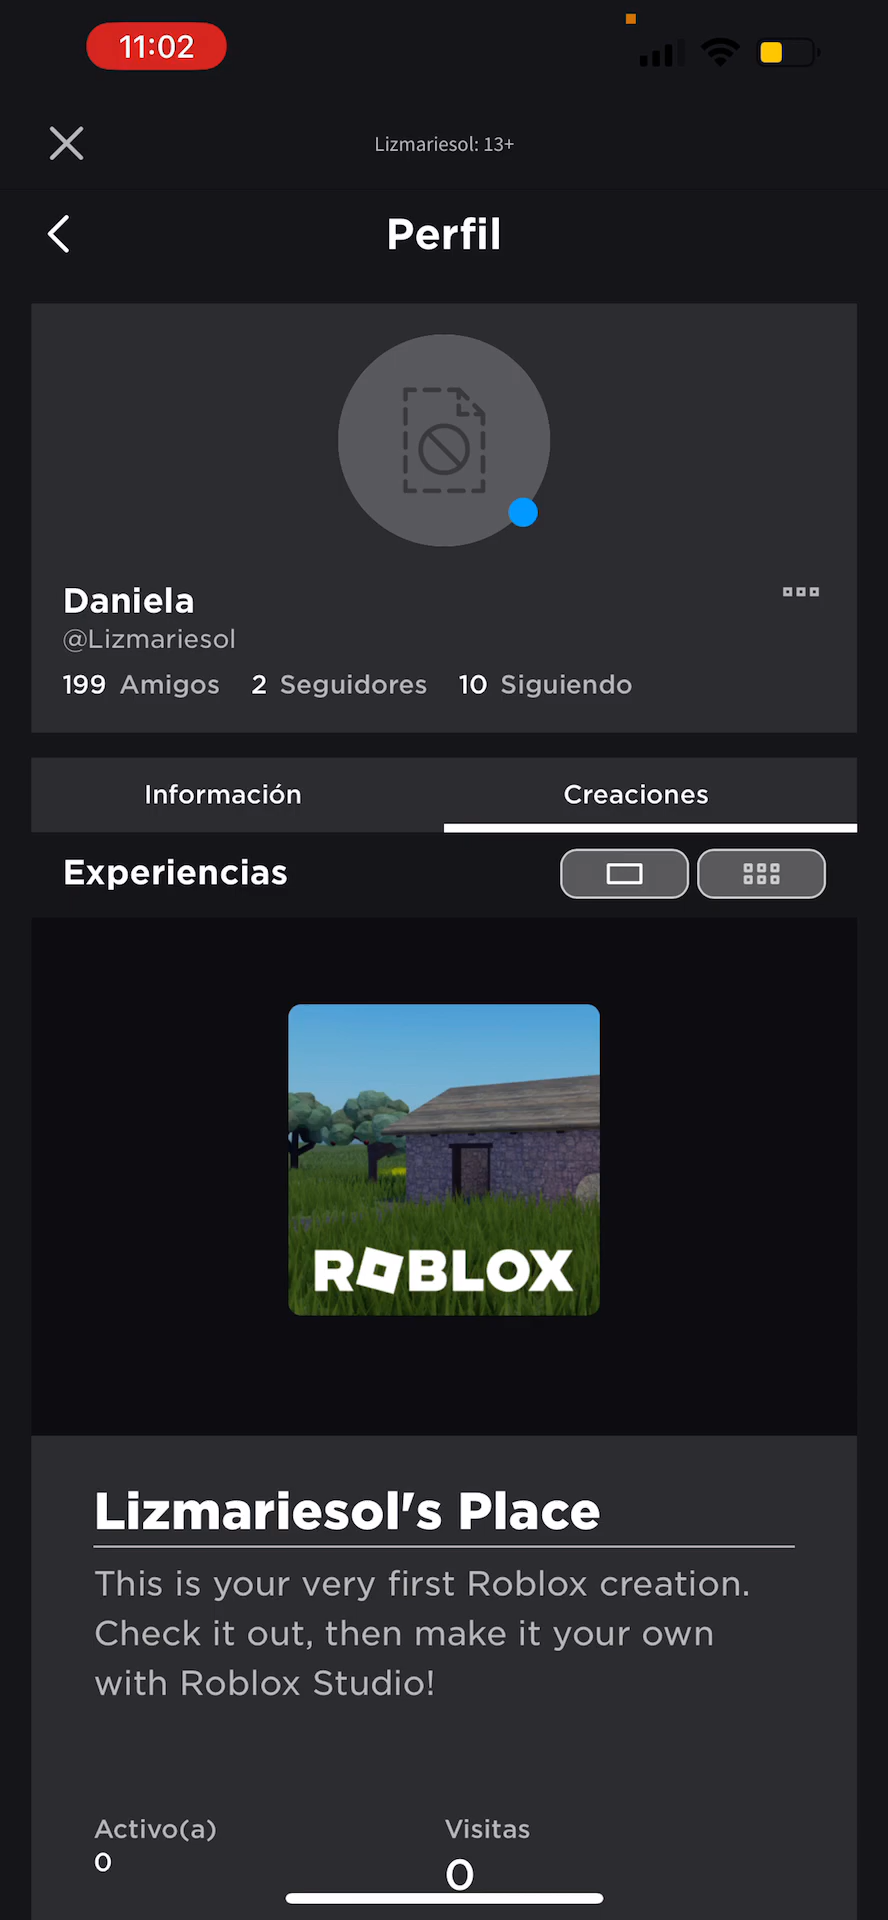 11:02
Lizmariesol: 13+
Perfil
Daniela
@Lizmariesol
199 Amigos 2 Seguidores 10 Siguiendo
Información Creaciones
Experiencias
ROBLOX
Lizmariesol's Place
This is your very first Roblox creation.
Check it out, then make it your own
with Roblox Studio!
Activo(a) Visitas
0 0